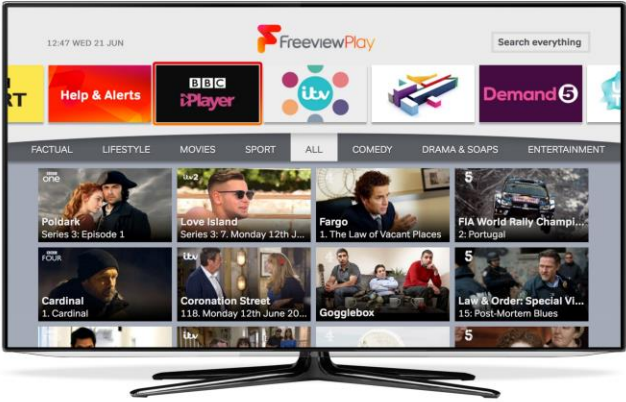 12:47 WED 21 JUN
FreeviewPlay
Search everything
RT
Help & Alerts
BBC
iPlayer
itv
Demand 5
FACTUAL LIFESTYLE MOVIES SPORT ALL COMEDY DRAMA & SOAPS ENTERTAINMENT
BBC
one
Poldark
Series 3: Episode 1
itv2
Love Island
Series 3: 7. Monday 12th J...
Fargo
1. The Law of Vacant Places
5
FIA World Rally Champi...
2: Portugal
BBC
FOUR
Cardinal
1. Cardinal
itv
Coronation Street
118. Monday 12th June 20...
4
Gogglebox
5
Law & Order: Special Vi...
15: Post-Mortem Blues
itv
5